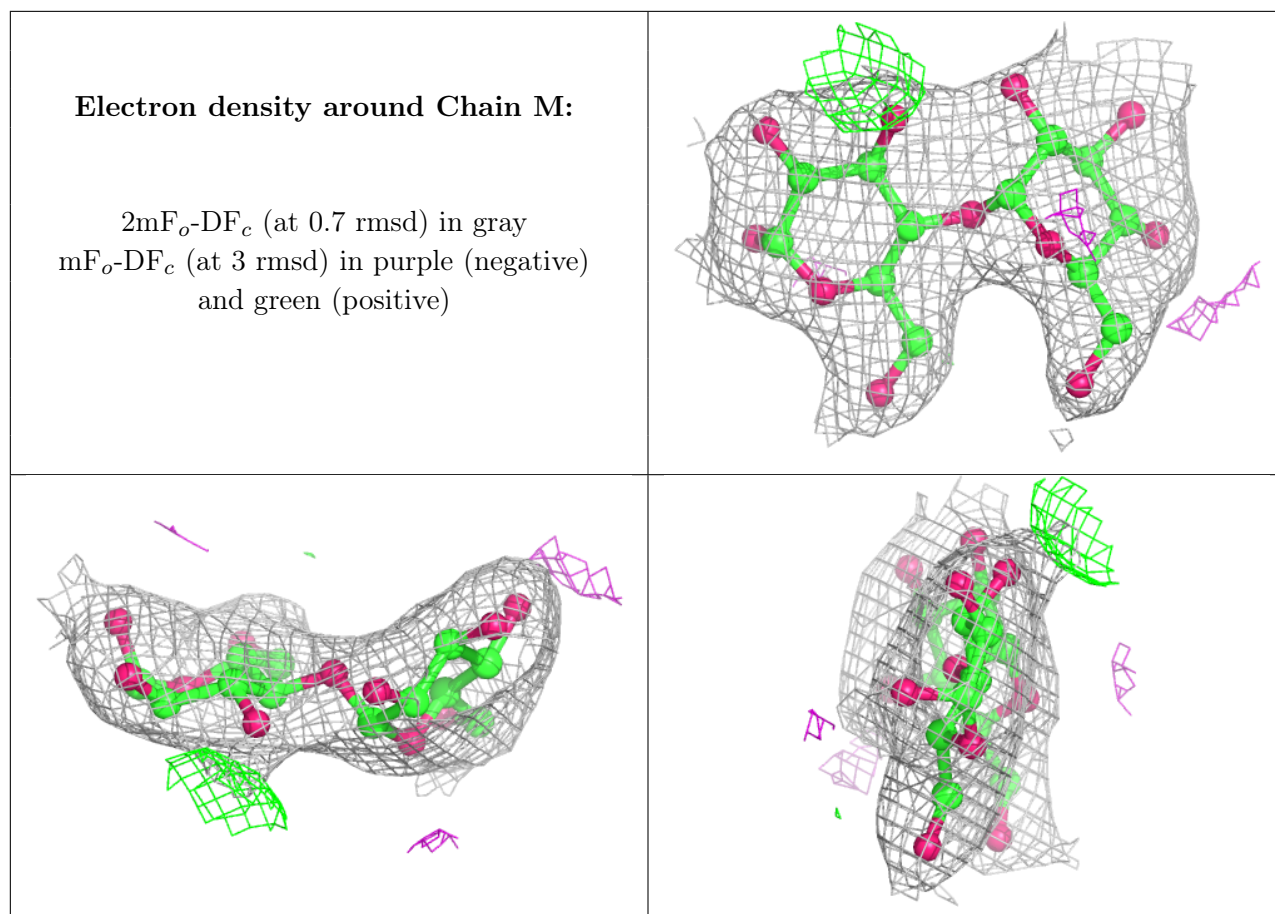 Electron density around Chain M:
2mFo-DFc (at 0.7 rmsd) in gray
mFo-DFc (at 3 rmsd) in purple (negative)
and green (positive)